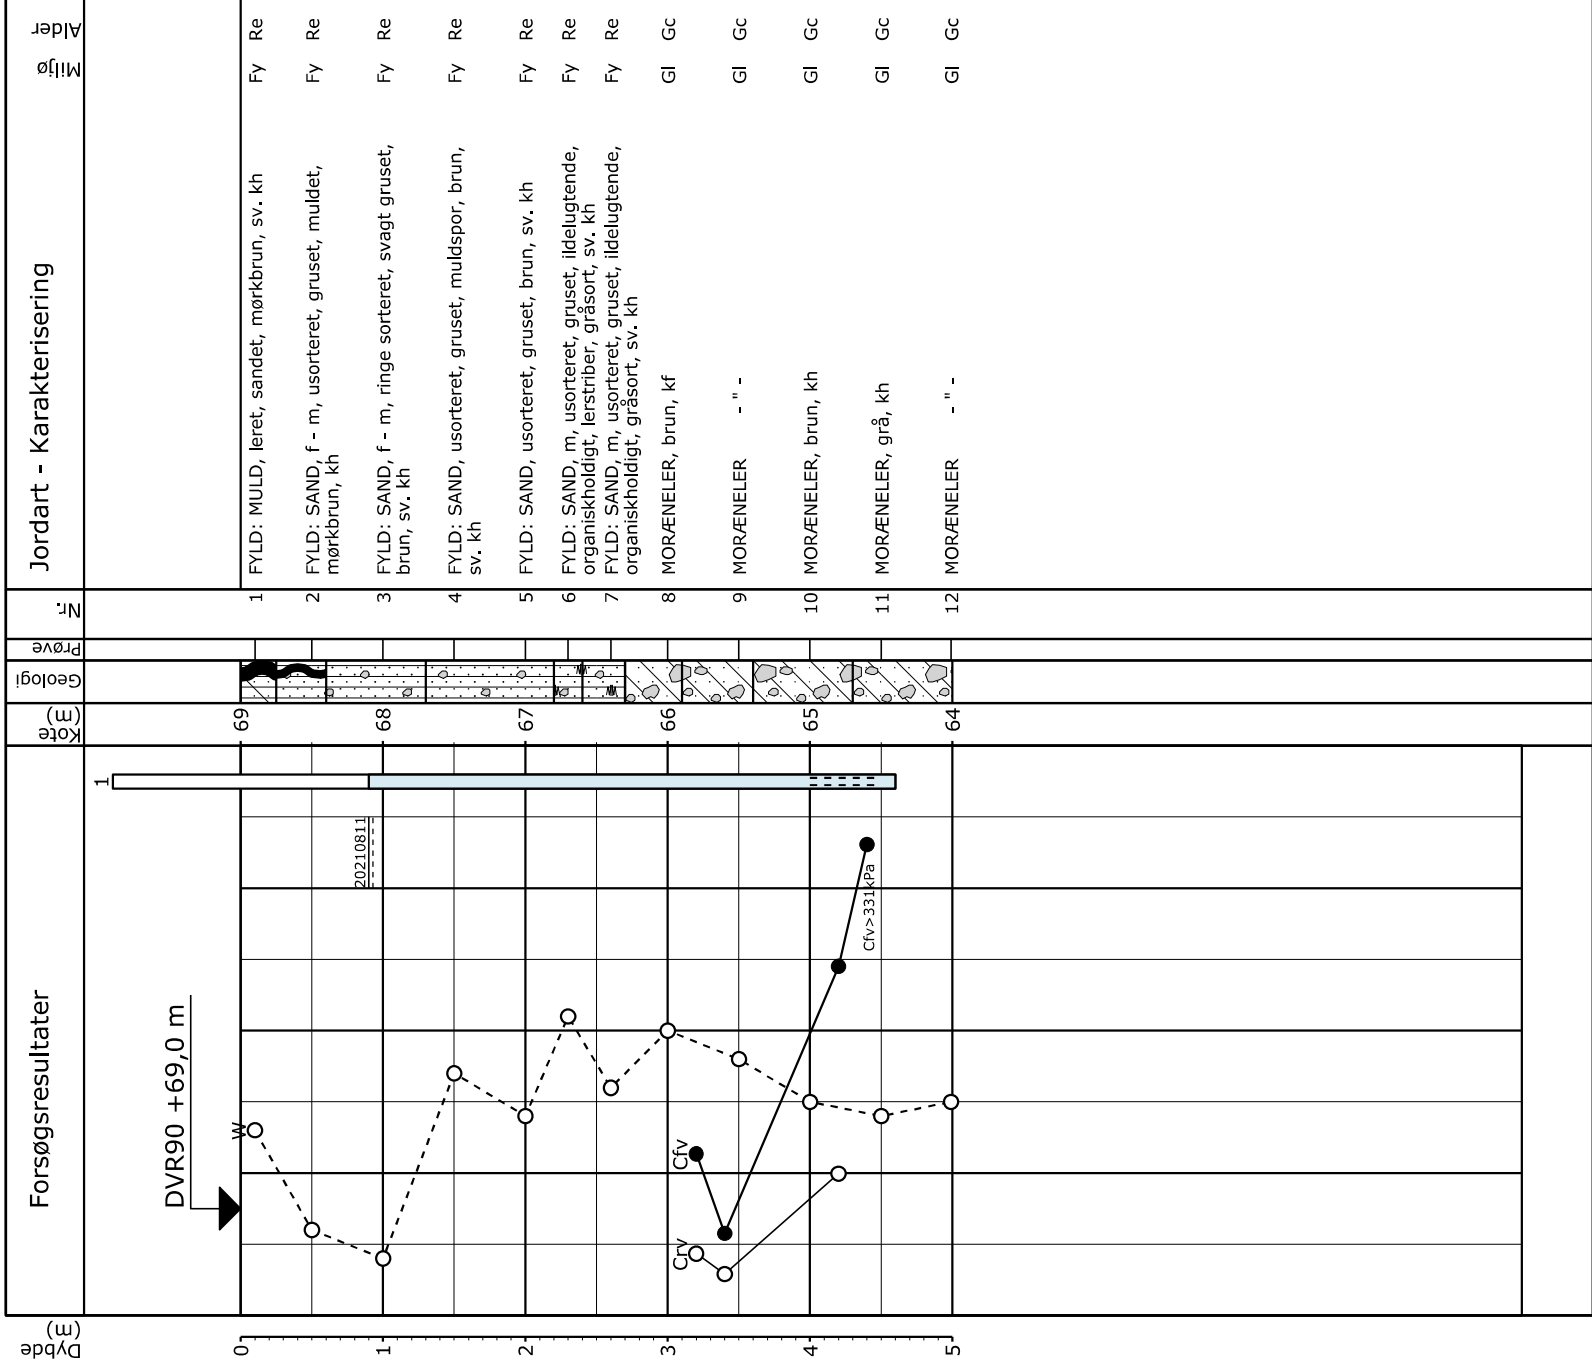 Dybde
(m)
Forsøgsresultater
Kote
(m)
Geologi
Prøve
Nr.
Jordart - Karakterisering
Miljø
Alder
DVR90 +69,0 m
1
20210811
W
Cfv
Crv
Cfv>331kPa
0
1
2
3
4
5
69
68
67
66
65
64
1 FYLD: MULD, leret, sandet, mørkbrun, sv. kh Fy Re
2 FYLD: SAND, f - m, usorteret, gruset, muldet, Fy Re
mørkbrun, kh
3 FYLD: SAND, f - m, ringe sorteret, svagt gruset, Fy Re
brun, sv. kh
4 FYLD: SAND, usorteret, gruset, muldspor, brun, Fy Re
sv. kh
5 FYLD: SAND, usorteret, gruset, brun, sv. kh Fy Re
6 FYLD: SAND, m, usorteret, gruset, ildelugtende, Fy Re
organiskholdigt, lerstriber, gråsort, sv. kh
7 FYLD: SAND, m, usorteret, gruset, ildelugtende, Fy Re
organiskholdigt, gråsort, sv. kh
8 MORÆNELER, brun, kf Gl Gc
9 MORÆNELER - " - Gl Gc
10 MORÆNELER, brun, kh Gl Gc
11 MORÆNELER, grå, kh Gl Gc
12 MORÆNELER - " - Gl Gc